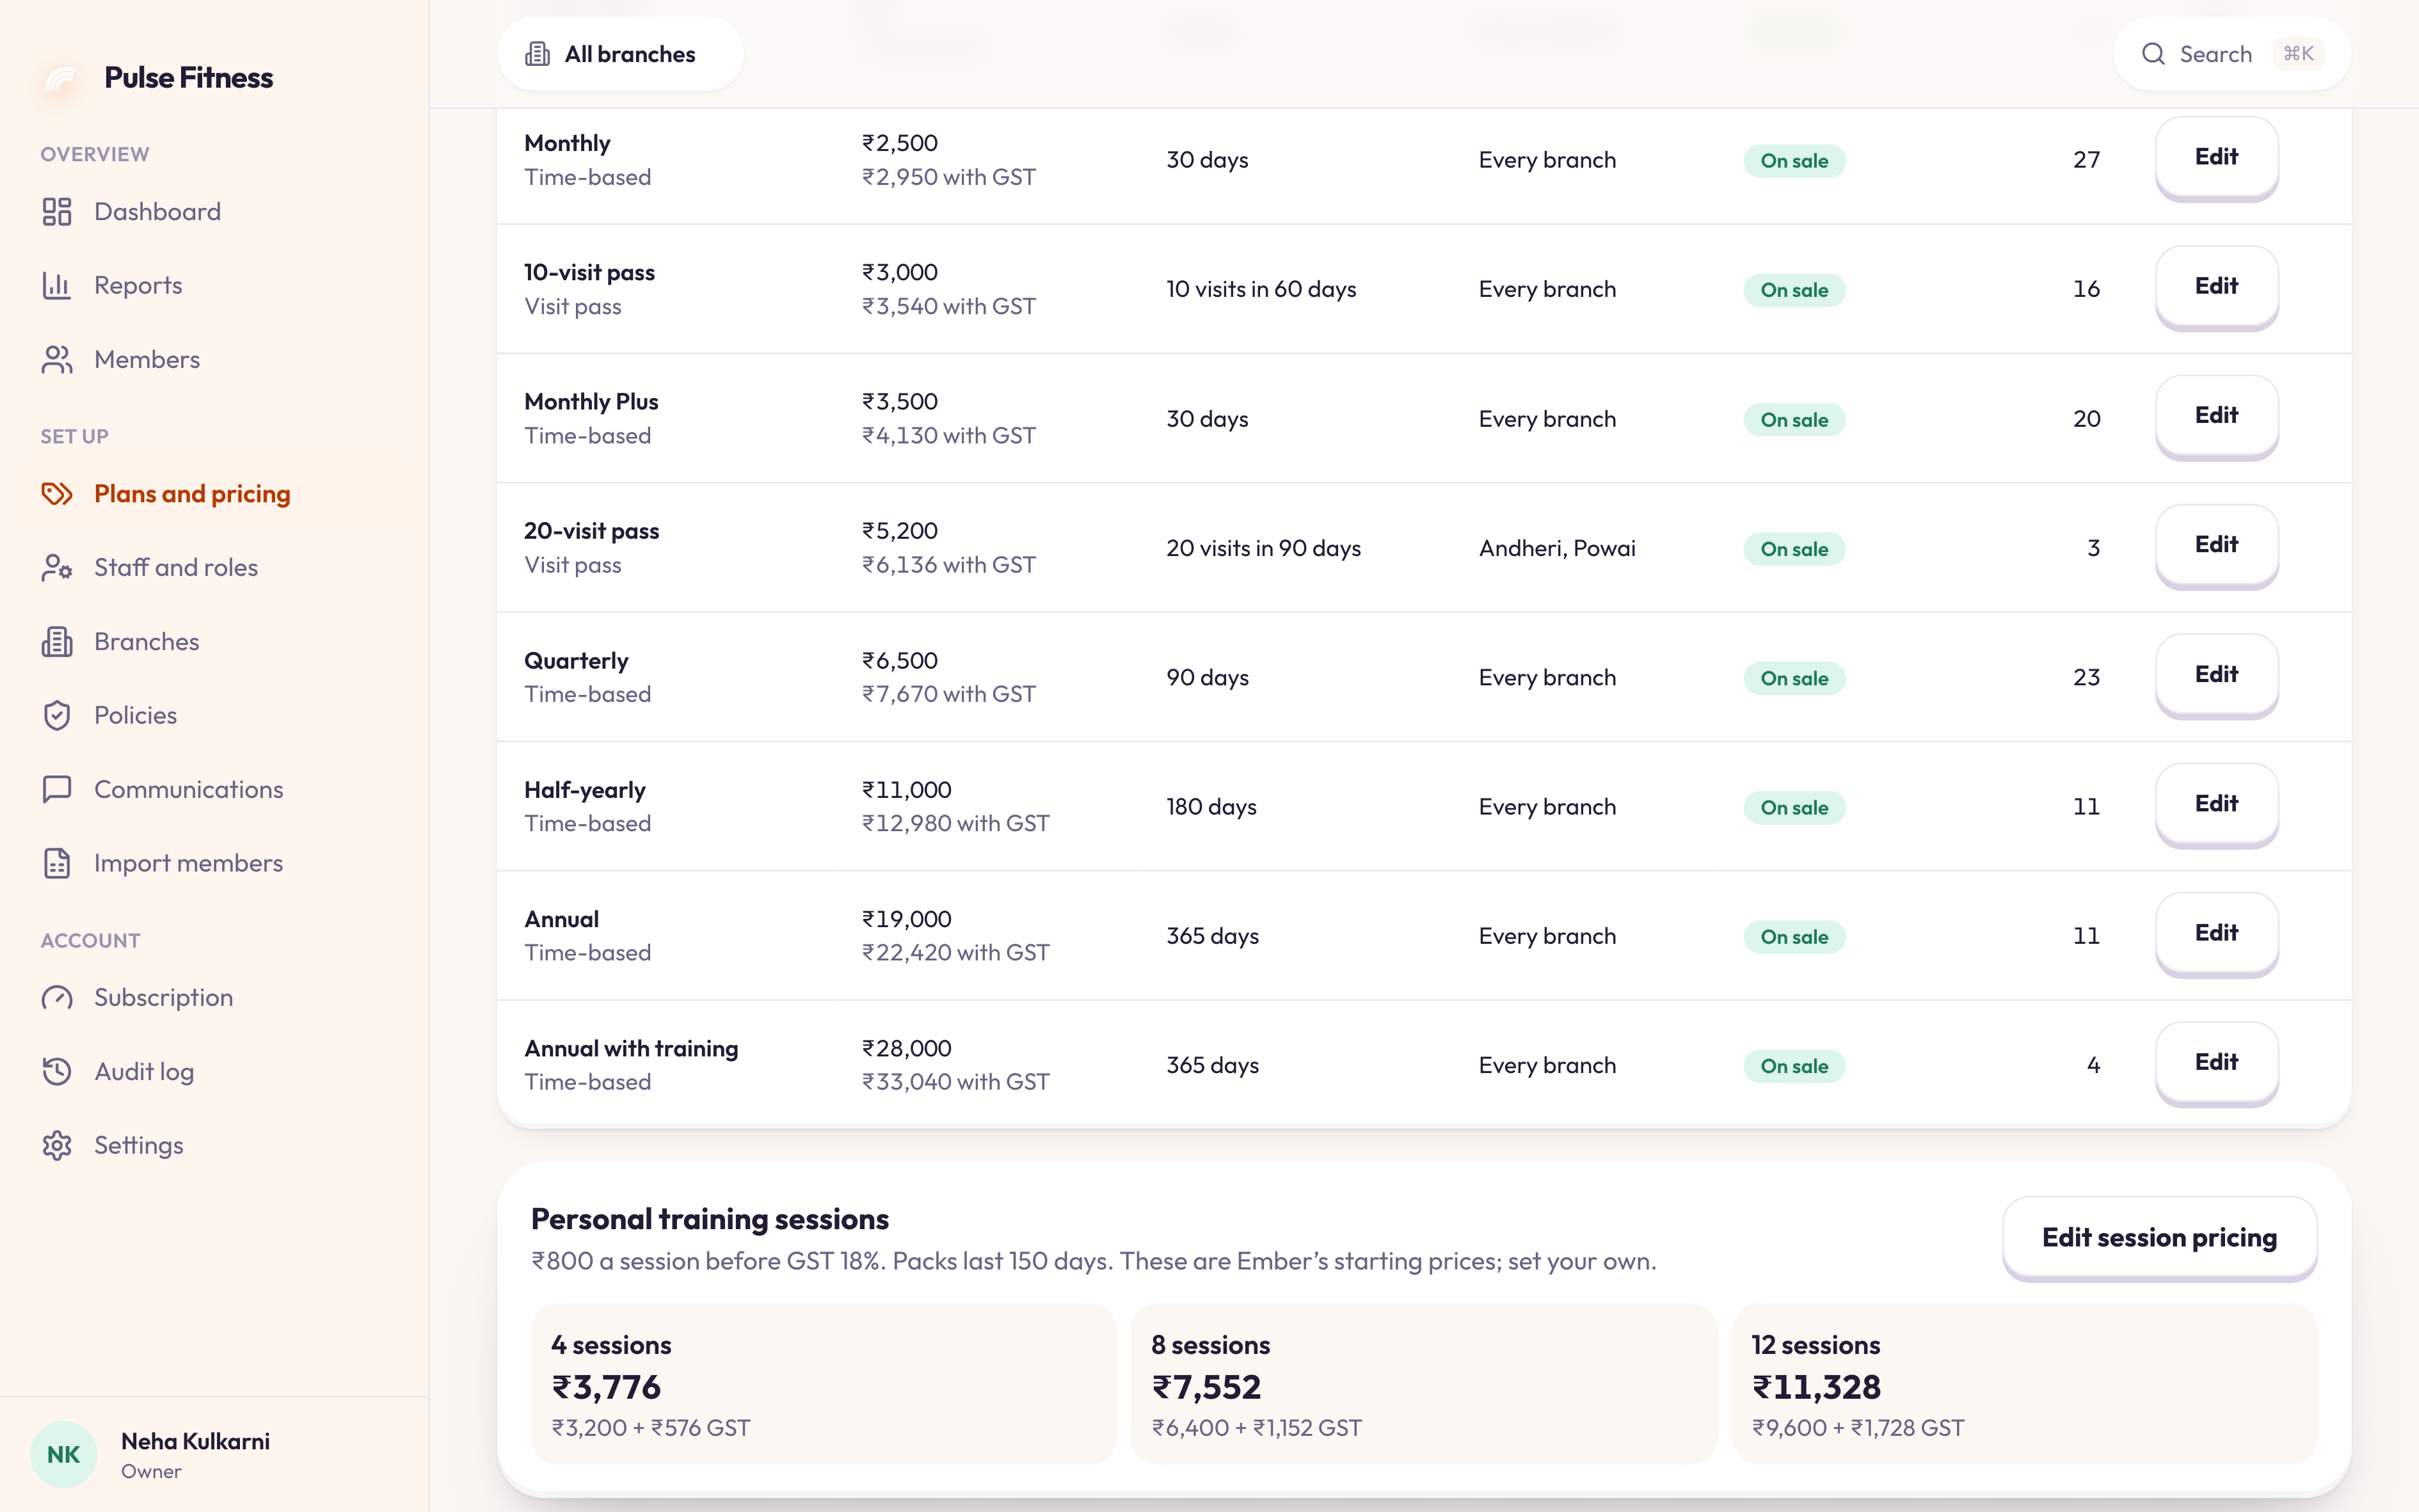 Pulse Fitness
OVERVIEW
Dashboard
Reports
Members
SET UP
Plans and pricing
Staff and roles
Branches
Policies
Communications
Import members
ACCOUNT
Subscription
Audit log
Settings
NK
Neha Kulkarni
Owner
All branches
Search ⌘K
Monthly
Time-based
₹2,500
₹2,950 with GST
30 days
Every branch
On sale
27
Edit
10-visit pass
Visit pass
₹3,000
₹3,540 with GST
10 visits in 60 days
Every branch
On sale
16
Edit
Monthly Plus
Time-based
₹3,500
₹4,130 with GST
30 days
Every branch
On sale
20
Edit
20-visit pass
Visit pass
₹5,200
₹6,136 with GST
20 visits in 90 days
Andheri, Powai
On sale
3
Edit
Quarterly
Time-based
₹6,500
₹7,670 with GST
90 days
Every branch
On sale
23
Edit
Half-yearly
Time-based
₹11,000
₹12,980 with GST
180 days
Every branch
On sale
11
Edit
Annual
Time-based
₹19,000
₹22,420 with GST
365 days
Every branch
On sale
11
Edit
Annual with training
Time-based
₹28,000
₹33,040 with GST
365 days
Every branch
On sale
4
Edit
Personal training sessions
₹800 a session before GST 18%. Packs last 150 days. These are Ember’s starting prices; set your own.
Edit session pricing
4 sessions
₹3,776
₹3,200 + ₹576 GST
8 sessions
₹7,552
₹6,400 + ₹1,152 GST
12 sessions
₹11,328
₹9,600 + ₹1,728 GST